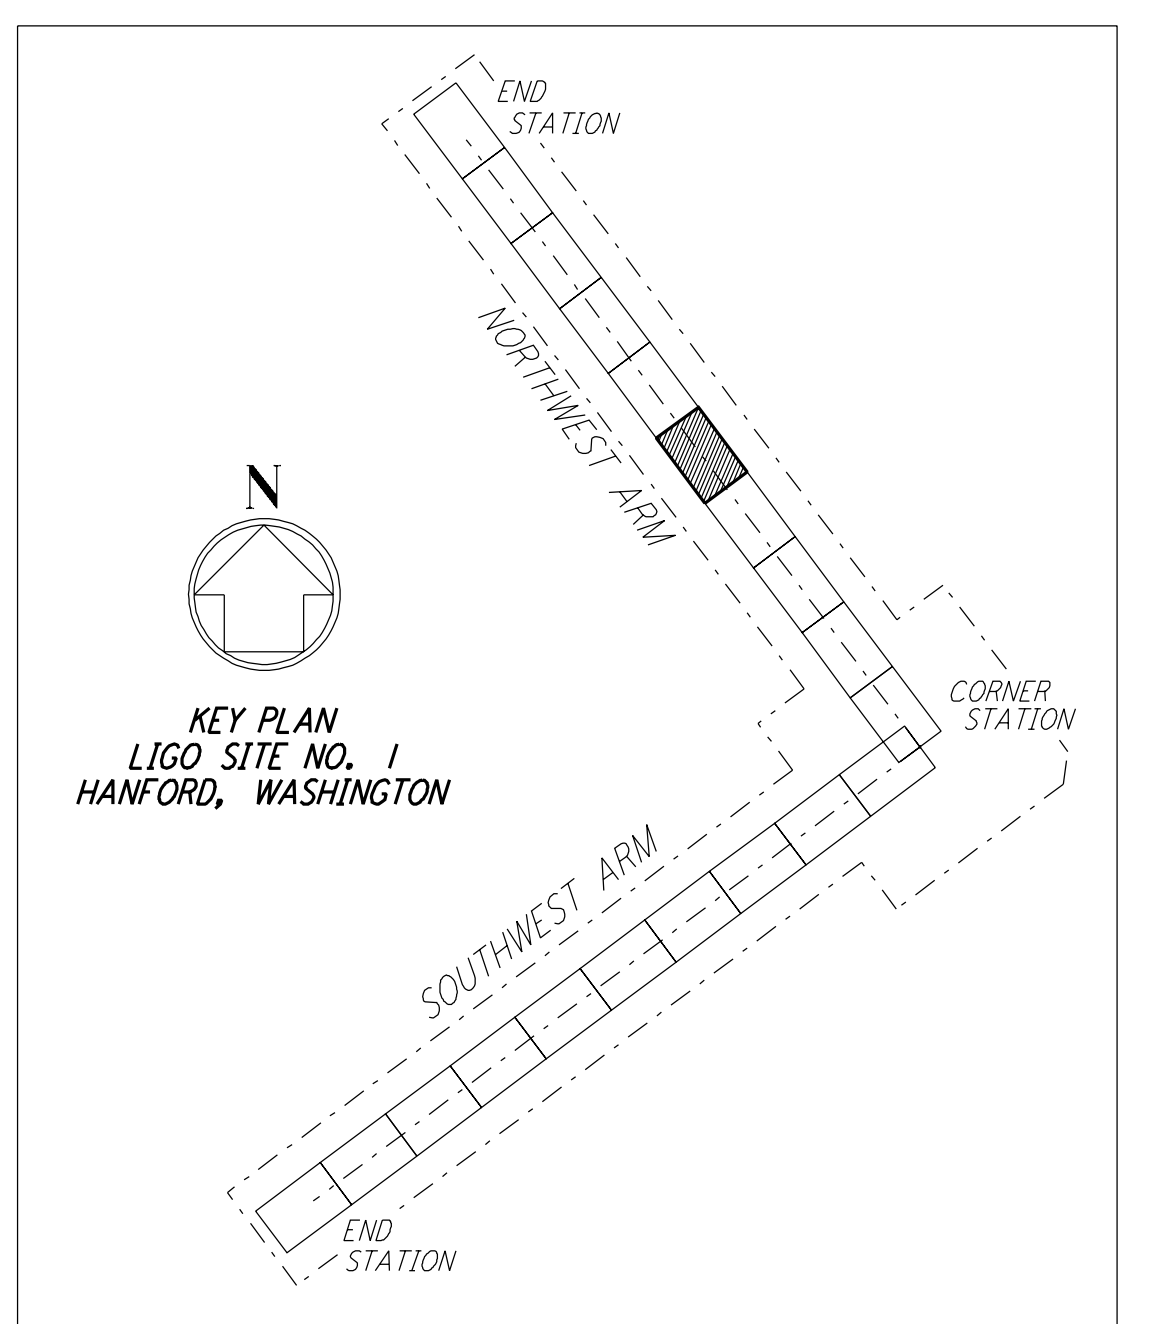 END
STATION
NORTHWEST ARM
N
KEY PLAN
LIGO SITE NO. 1
HANFORD, WASHINGTON
CORNER
STATION
SOUTHWEST ARM
END
STATION